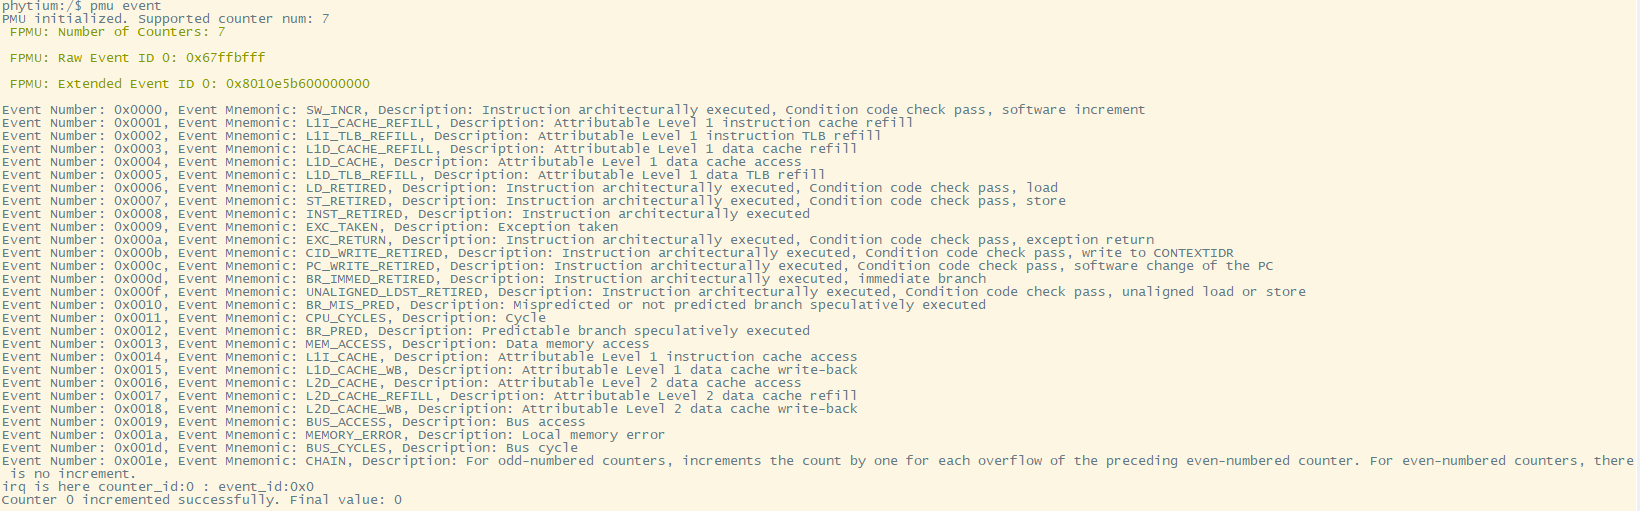 phytium:/$ pmu event
PMU initialized. Supported counter num: 7
FPMU: Number of Counters: 7
FPMU: Raw Event ID 0: 0x67ffbfff
FPMU: Extended Event ID 0: 0x8010e5b600000000
Event Number: 0x0000, Event Mnemonic: SW_INCR, Description: Instruction architecturally executed, Condition code check pass, software increment
Event Number: 0x0001, Event Mnemonic: L1I_CACHE_REFILL, Description: Attributable Level 1 instruction cache refill
Event Number: 0x0002, Event Mnemonic: L1I_TLB_REFILL, Description: Attributable Level 1 instruction TLB refill
Event Number: 0x0003, Event Mnemonic: L1D_CACHE_REFILL, Description: Attributable Level 1 data cache refill
Event Number: 0x0004, Event Mnemonic: L1D_CACHE, Description: Attributable Level 1 data cache access
Event Number: 0x0005, Event Mnemonic: L1D_TLB_REFILL, Description: Attributable Level 1 data TLB refill
Event Number: 0x0006, Event Mnemonic: LD_RETIRED, Description: Instruction architecturally executed, Condition code check pass, load
Event Number: 0x0007, Event Mnemonic: ST_RETIRED, Description: Instruction architecturally executed, Condition code check pass, store
Event Number: 0x0008, Event Mnemonic: INST_RETIRED, Description: Instruction architecturally executed
Event Number: 0x0009, Event Mnemonic: EXC_TAKEN, Description: Exception taken
Event Number: 0x000a, Event Mnemonic: EXC_RETURN, Description: Instruction architecturally executed, Condition code check pass, exception return
Event Number: 0x000b, Event Mnemonic: CID_WRITE_RETIRED, Description: Instruction architecturally executed, Condition code check pass, write to CONTEXTIDR
Event Number: 0x000c, Event Mnemonic: PC_WRITE_RETIRED, Description: Instruction architecturally executed, Condition code check pass, software change of the PC
Event Number: 0x000d, Event Mnemonic: BR_IMMED_RETIRED, Description: Instruction architecturally executed, immediate branch
Event Number: 0x000f, Event Mnemonic: UNALIGNED_LDST_RETIRED, Description: Instruction architecturally executed, Condition code check pass, unaligned load or store
Event Number: 0x0010, Event Mnemonic: BR_MIS_PRED, Description: Mispredicted or not predicted branch speculatively executed
Event Number: 0x0011, Event Mnemonic: CPU_CYCLES, Description: Cycle
Event Number: 0x0012, Event Mnemonic: BR_PRED, Description: Predictable branch speculatively executed
Event Number: 0x0013, Event Mnemonic: MEM_ACCESS, Description: Data memory access
Event Number: 0x0014, Event Mnemonic: L1I_CACHE, Description: Attributable Level 1 instruction cache access
Event Number: 0x0015, Event Mnemonic: L1D_CACHE_WB, Description: Attributable Level 1 data cache write-back
Event Number: 0x0016, Event Mnemonic: L2D_CACHE, Description: Attributable Level 2 data cache access
Event Number: 0x0017, Event Mnemonic: L2D_CACHE_REFILL, Description: Attributable Level 2 data cache refill
Event Number: 0x0018, Event Mnemonic: L2D_CACHE_WB, Description: Attributable Level 2 data cache write-back
Event Number: 0x0019, Event Mnemonic: BUS_ACCESS, Description: Bus access
Event Number: 0x001a, Event Mnemonic: MEMORY_ERROR, Description: Local memory error
Event Number: 0x001d, Event Mnemonic: BUS_CYCLES, Description: Bus cycle
Event Number: 0x001e, Event Mnemonic: CHAIN, Description: For odd-numbered counters, increments the count by one for each overflow of the preceding even-numbered counter. For even-numbered counters, there
is no increment.
irq is here counter_id:0 : event_id:0x0
Counter 0 incremented successfully. Final value: 0